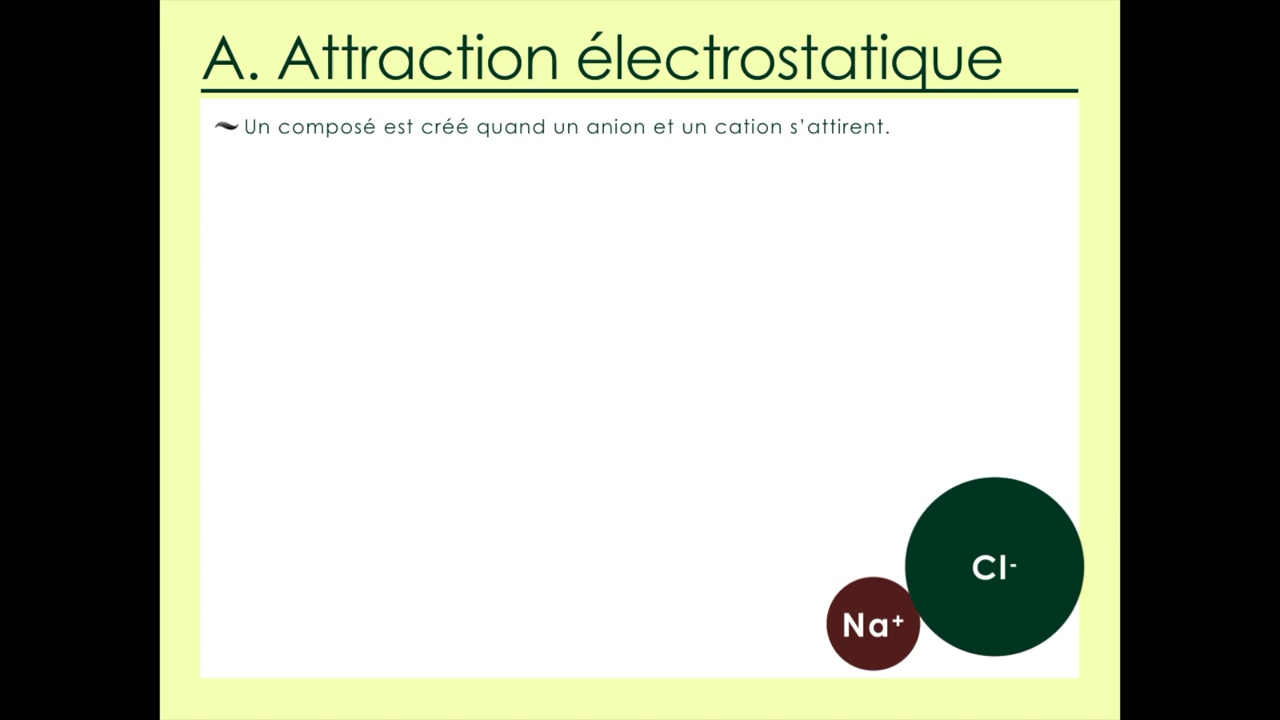 A. Attraction électrostatique
Un composé est créé quand un anion et un cation s’attirent.
Cl⁻
Na⁺